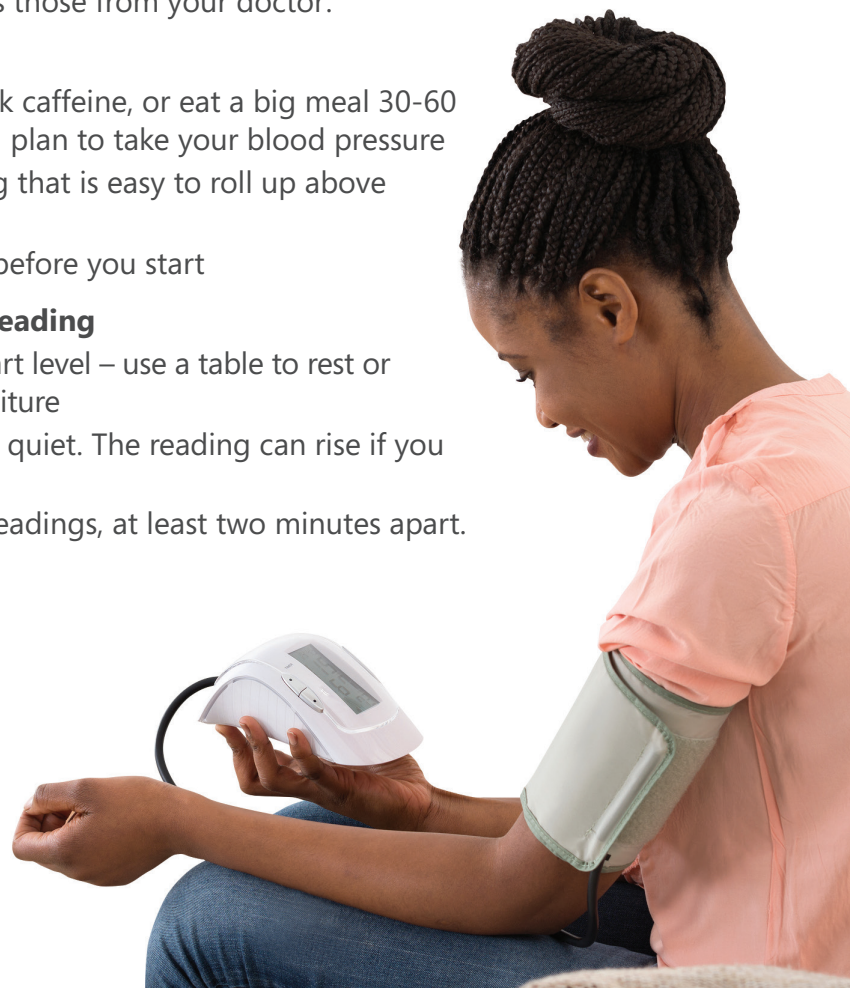 s those from your doctor.
k caffeine, or eat a big meal 30-60
plan to take your blood pressure
g that is easy to roll up above
before you start
eading
rt level – use a table to rest or
iture
quiet. The reading can rise if you
eadings, at least two minutes apart.